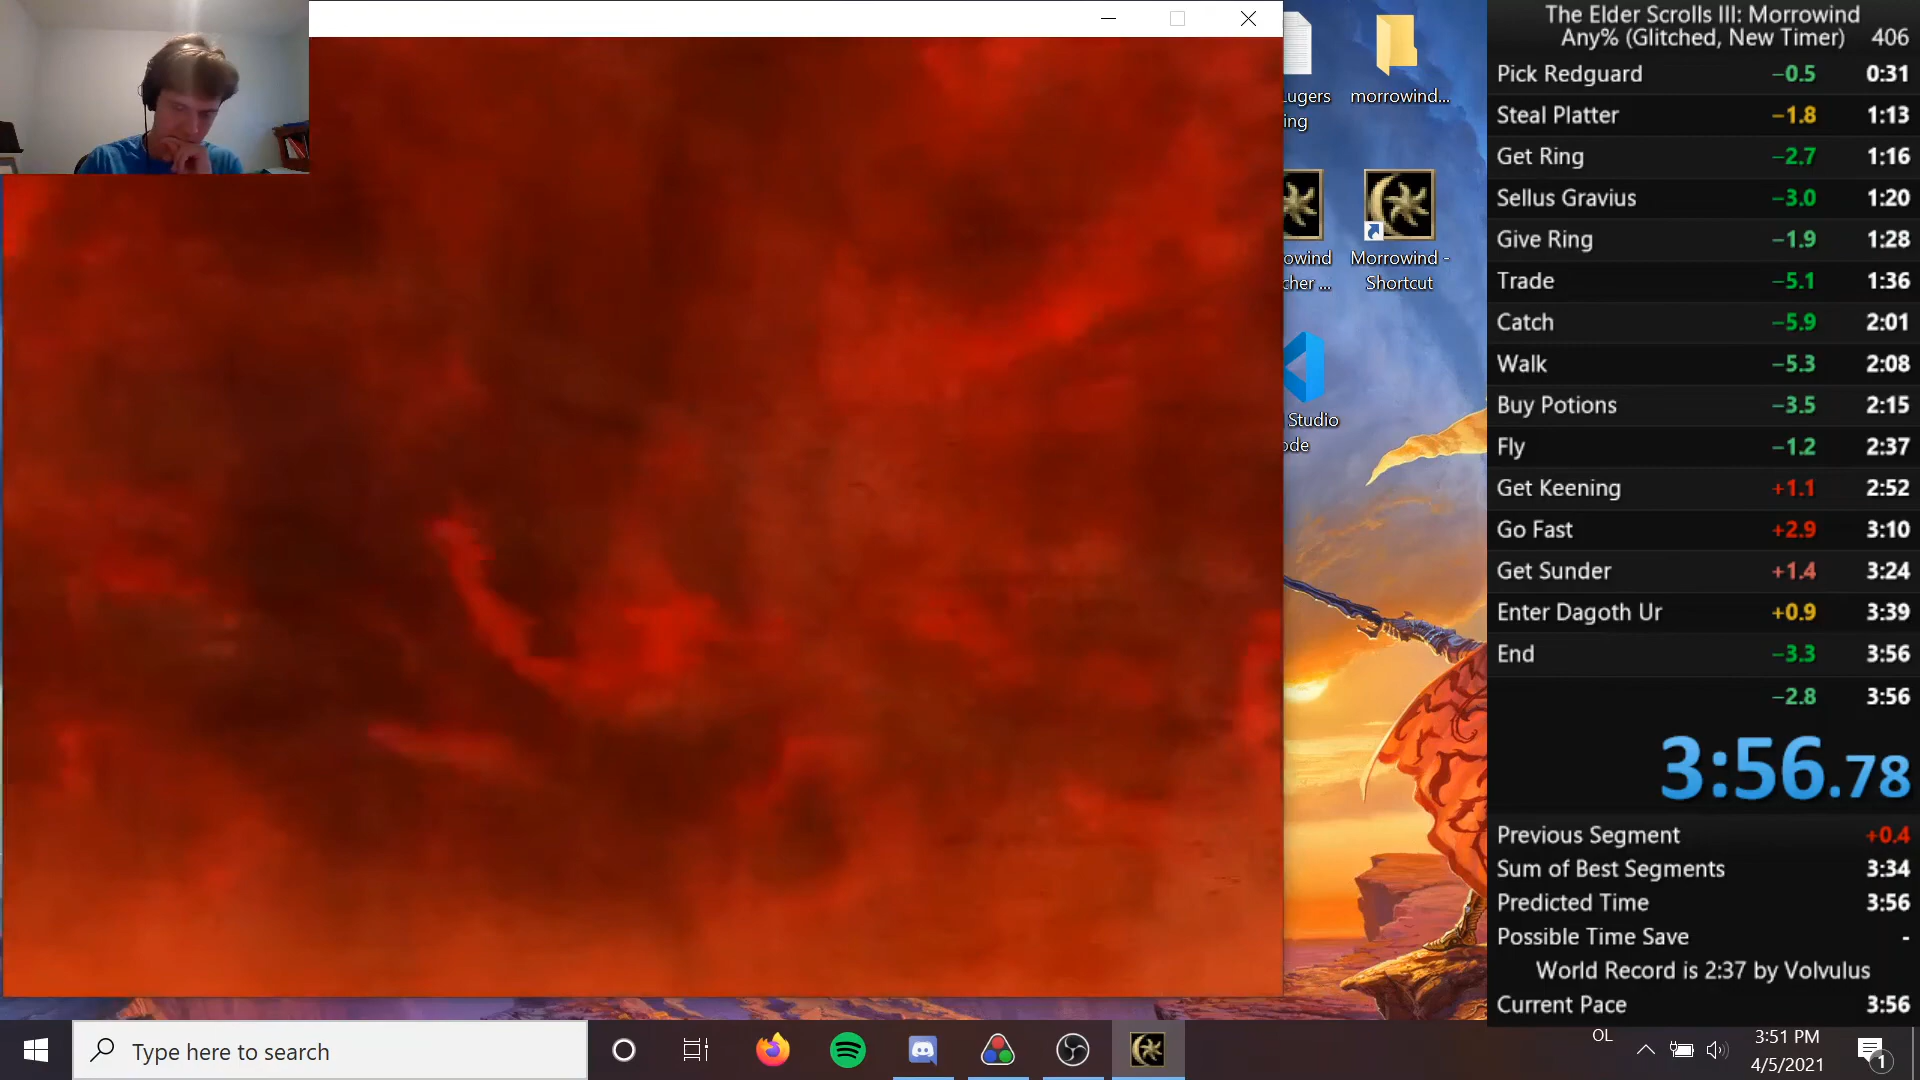 Lugers
ing
morrowind...
owind
cher ...
Morrowind -
Shortcut
Studio
ode
The Elder Scrolls III: Morrowind
Any% (Glitched, New Timer) 406
Pick Redguard −0.5 0:31
Steal Platter −1.8 1:13
Get Ring −2.7 1:16
Sellus Gravius −3.0 1:20
Give Ring −1.9 1:28
Trade −5.1 1:36
Catch −5.9 2:01
Walk −5.3 2:08
Buy Potions −3.5 2:15
Fly −1.2 2:37
Get Keening +1.1 2:52
Go Fast +2.9 3:10
Get Sunder +1.4 3:24
Enter Dagoth Ur +0.9 3:39
End −3.3 3:56
−2.8 3:56
3:56.78
Previous Segment +0.4
Sum of Best Segments 3:34
Predicted Time 3:56
Possible Time Save -
World Record is 2:37 by Volvulus
Current Pace 3:56
Type here to search
OL
3:51 PM
4/5/2021
1